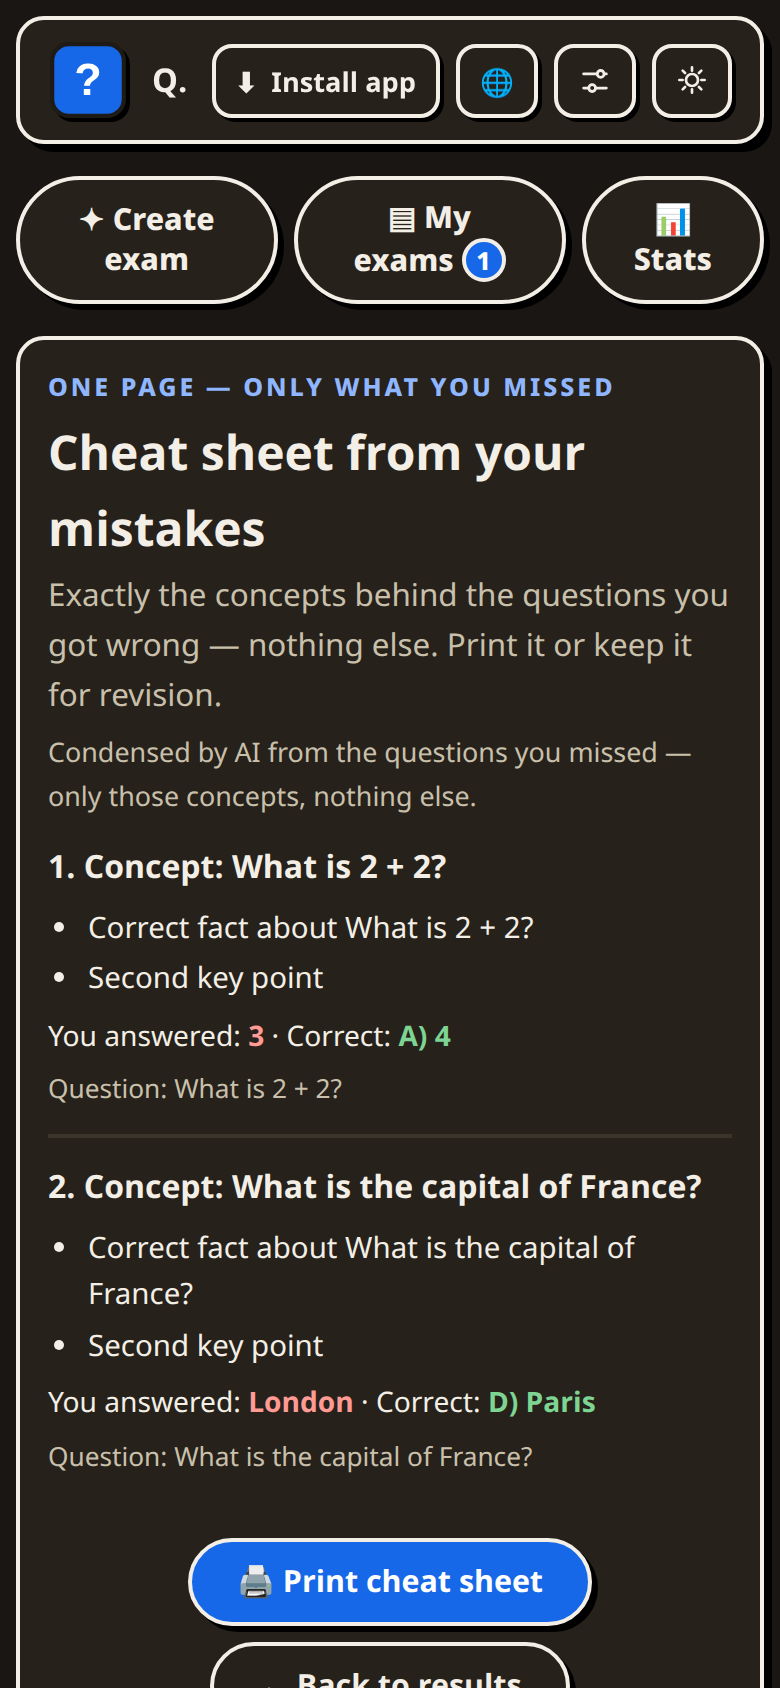 ?
Q.
⬇ Install app
✦ Create
exam
▤ My
exams 1
Stats
ONE PAGE — ONLY WHAT YOU MISSED
Cheat sheet from your
mistakes
Exactly the concepts behind the questions you
got wrong — nothing else. Print it or keep it
for revision.
Condensed by AI from the questions you missed —
only those concepts, nothing else.
1. Concept: What is 2 + 2?
• Correct fact about What is 2 + 2?
• Second key point
You answered: 3 · Correct: A) 4
Question: What is 2 + 2?
2. Concept: What is the capital of France?
• Correct fact about What is the capital of
France?
• Second key point
You answered: London · Correct: D) Paris
Question: What is the capital of France?
Print cheat sheet
Back to results